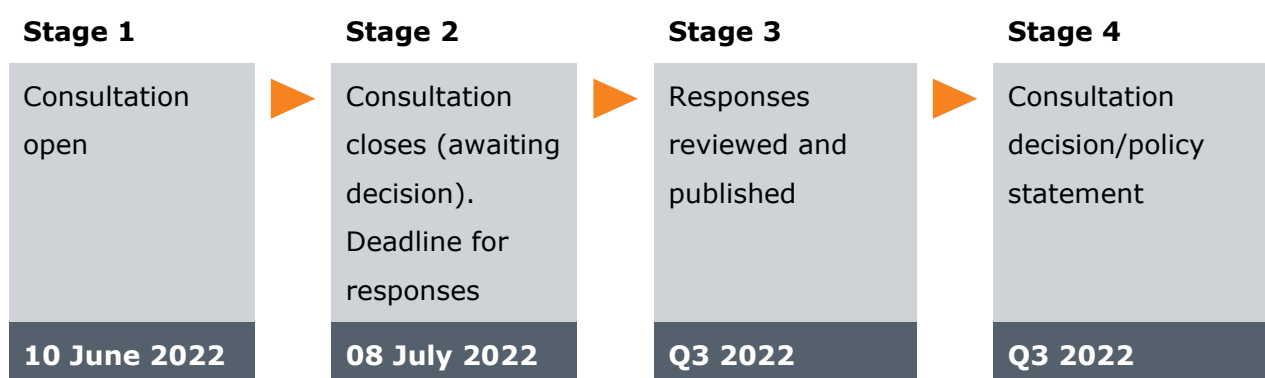 Stage 1
Consultation
open
10 June 2022
Stage 2
Consultation
closes (awaiting
decision).
Deadline for
responses
08 July 2022
Stage 3
Responses
reviewed and
published
Q3 2022
Stage 4
Consultation
decision/policy
statement
Q3 2022